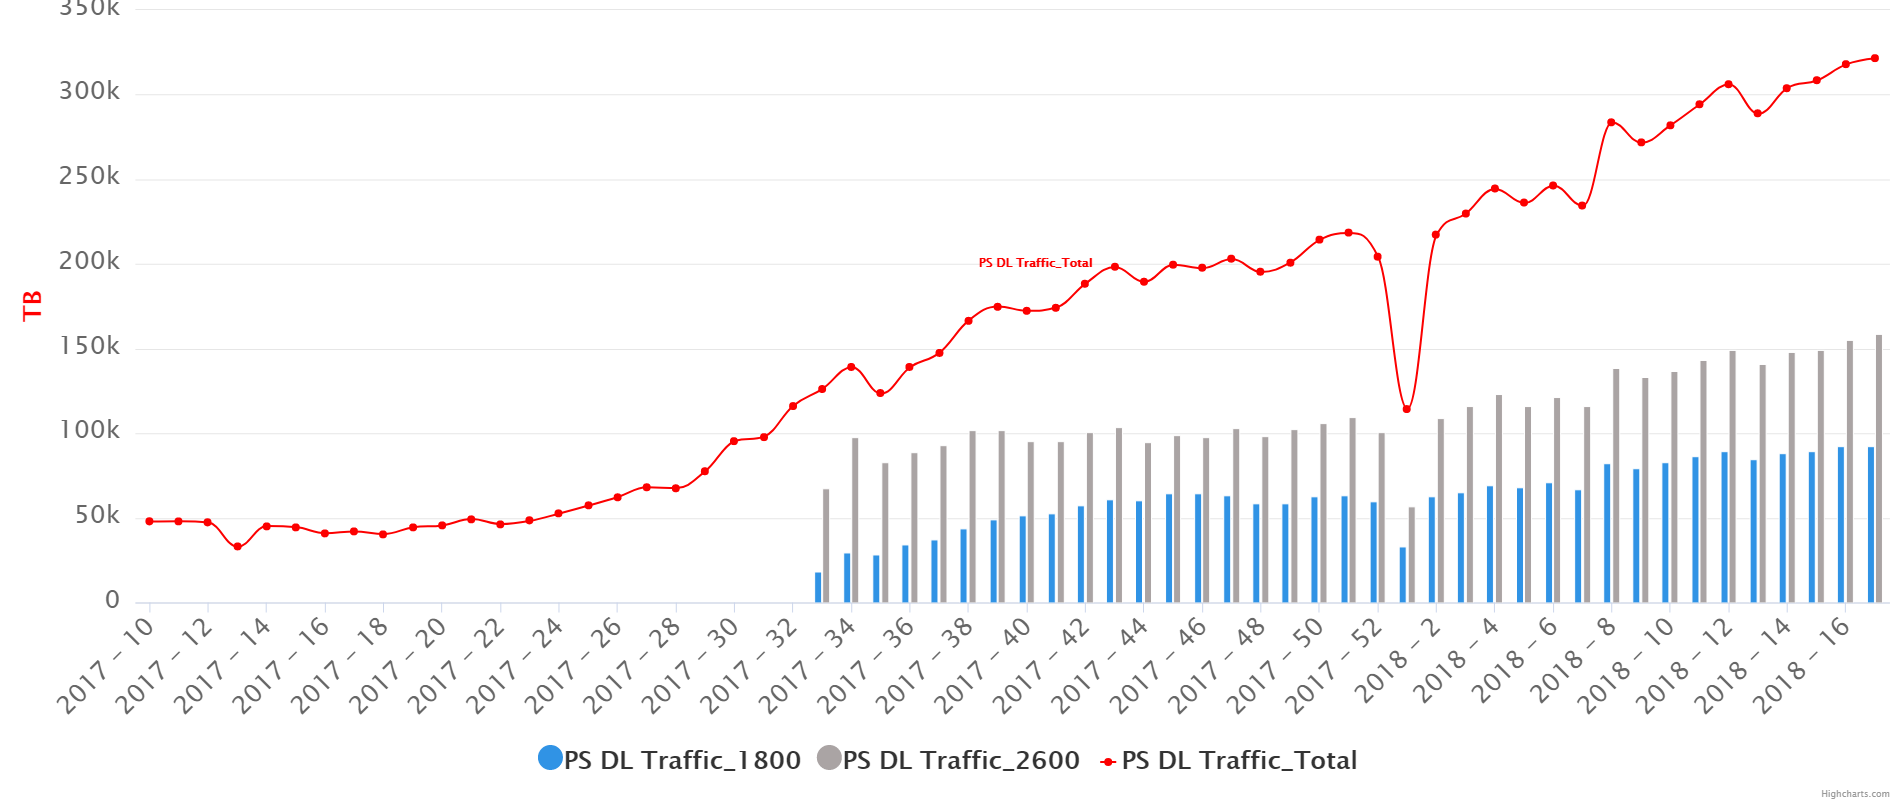 350k
300k
250k
200k
150k
100k
50k
0
TB
PS DL Traffic_Total
2017 – 10
2017 – 12
2017 – 14
2017 – 16
2017 – 18
2017 – 20
2017 – 22
2017 – 24
2017 – 26
2017 – 28
2017 – 30
2017 – 32
2017 – 34
2017 – 36
2017 – 38
2017 – 40
2017 – 42
2017 – 44
2017 – 46
2017 – 48
2017 – 50
2017 – 52
2018 – 2
2018 – 4
2018 – 6
2018 – 8
2018 – 10
2018 – 12
2018 – 14
2018 – 16
PS DL Traffic_1800 PS DL Traffic_2600 PS DL Traffic_Total
Highcharts.com